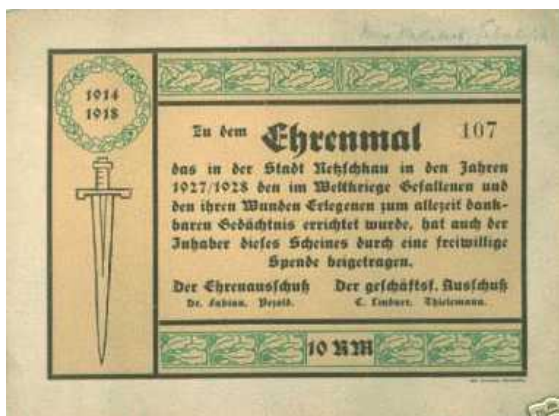 1914
1918
Zu dem Ehrenmal 107
das in der Stadt Netzschkau in den Jahren
1927/1928 den im Weltkriege Gefallenen und
den ihren Wunden Erlegenen zum allezeit dank-
baren Gedächtnis errichtet wurde, hat auch der
Inhaber dieses Scheines durch eine freiwillige
Spende beigetragen.
Der Ehrenausschuß Der geschäftsf. Ausschuß
Dr. Fabian. Pezold. C. Lindner. Thielemann.
10 RM